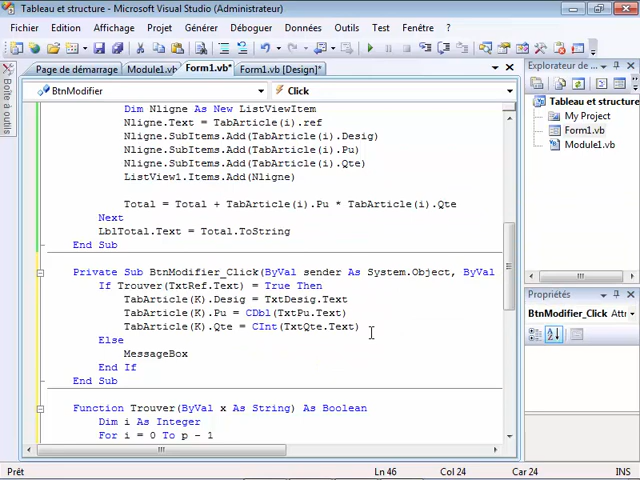 Tableau et structure - Microsoft Visual Studio (Administrateur)
Fichier Edition Affichage Projet Générer Déboguer Données Outils Test Fenêtre ?
Page de démarrage Module1.vb Form1.vb* Form1.vb [Design]*
Explorateur de
BtnModifier
Click
Boîte à outils
Tableau et structure
My Project
Form1.vb
Module1.vb
Dim Nligne As New ListViewItem
Nligne.Text = TabArticle(i).ref
Nligne.SubItems.Add(TabArticle(i).Desig)
Nligne.SubItems.Add(TabArticle(i).Pu)
Nligne.SubItems.Add(TabArticle(i).Qte)
ListView1.Items.Add(Nligne)
Total = Total + TabArticle(i).Pu * TabArticle(i).Qte
Next
LblTotal.Text = Total.ToString
End Sub
Private Sub BtnModifier_Click(ByVal sender As System.Object, ByVal
If Trouver(TxtRef.Text) = True Then
TabArticle(K).Desig = TxtDesig.Text
TabArticle(K).Pu = CDbl(TxtPu.Text)
TabArticle(K).Qte = CInt(TxtQte.Text)
Else
MessageBox
End If
End Sub
Function Trouver(ByVal x As String) As Boolean
Dim i As Integer
For i = 0 To p - 1
Propriétés
BtnModifier_Click Attr
Prêt
Ln 46 Col 24 Car 24 INS